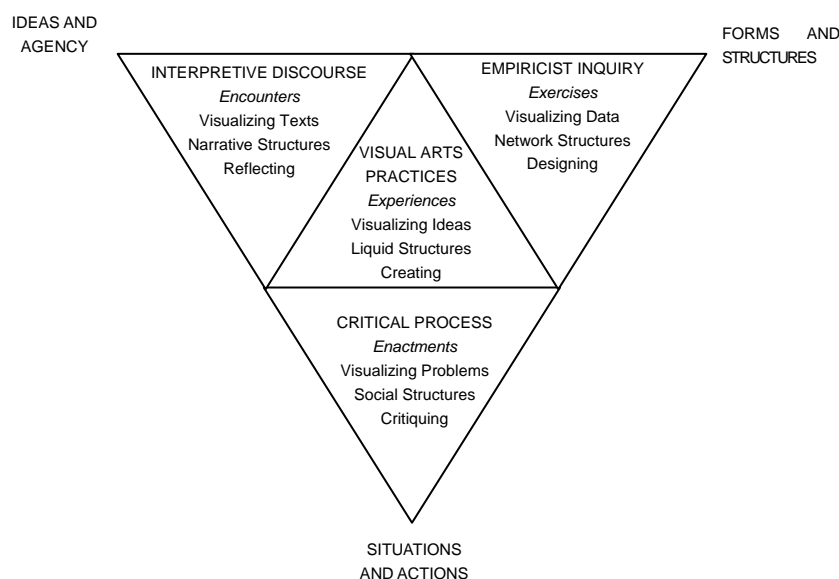 IDEAS AND
AGENCY
FORMS AND
STRUCTURES
INTERPRETIVE DISCOURSE
Encounters
Visualizing Texts
Narrative Structures
Reflecting
EMPIRICIST INQUIRY
Exercises
Visualizing Data
Network Structures
Designing
VISUAL ARTS
PRACTICES
Experiences
Visualizing Ideas
Liquid Structures
Creating
CRITICAL PROCESS
Enactments
Visualizing Problems
Social Structures
Critiquing
SITUATIONS
AND ACTIONS